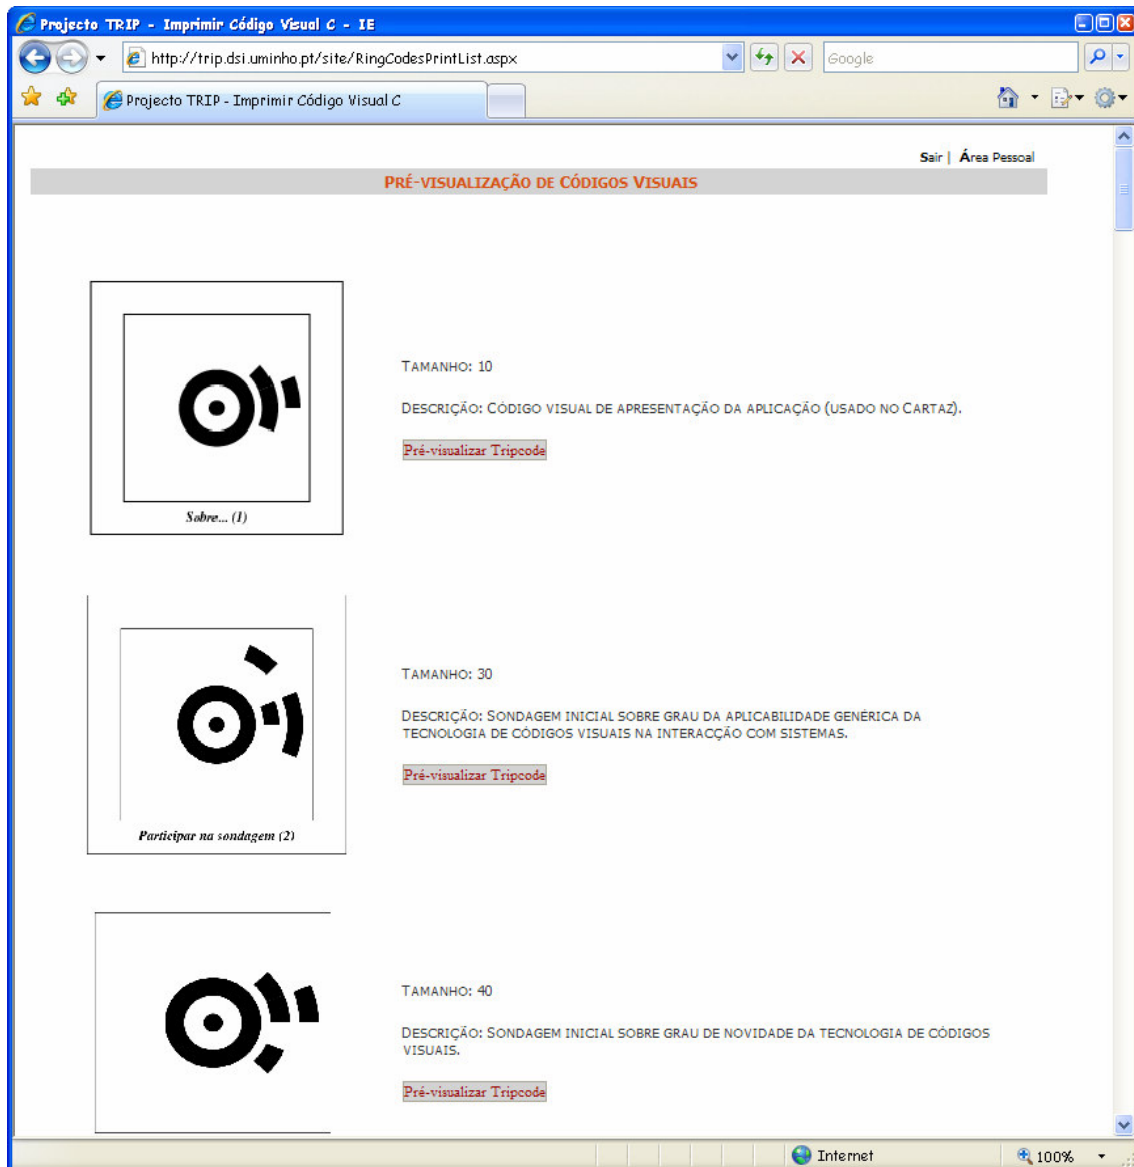 Projecto TRIP - Imprimir Código Visual C - IE
http://trip.dsi.uminho.pt/site/RingCodesPrintList.aspx
Google
Projecto TRIP - Imprimir Código Visual C
Sair | Área Pessoal
PRÉ-VISUALIZAÇÃO DE CÓDIGOS VISUAIS
TAMANHO: 10
DESCRIÇÃO: CÓDIGO VISUAL DE APRESENTAÇÃO DA APLICAÇÃO (USADO NO CARTAZ).
Pré-visualizar Tripcode
Sobre... (1)
TAMANHO: 30
DESCRIÇÃO: SONDAGEM INICIAL SOBRE GRAU DA APLICABILIDADE GENÉRICA DA
TECNOLOGIA DE CÓDIGOS VISUAIS NA INTERACÇÃO COM SISTEMAS.
Pré-visualizar Tripcode
Participar na sondagem (2)
TAMANHO: 40
DESCRIÇÃO: SONDAGEM INICIAL SOBRE GRAU DE NOVIDADE DA TECNOLOGIA DE CÓDIGOS
VISUAIS.
Pré-visualizar Tripcode
Internet
100%